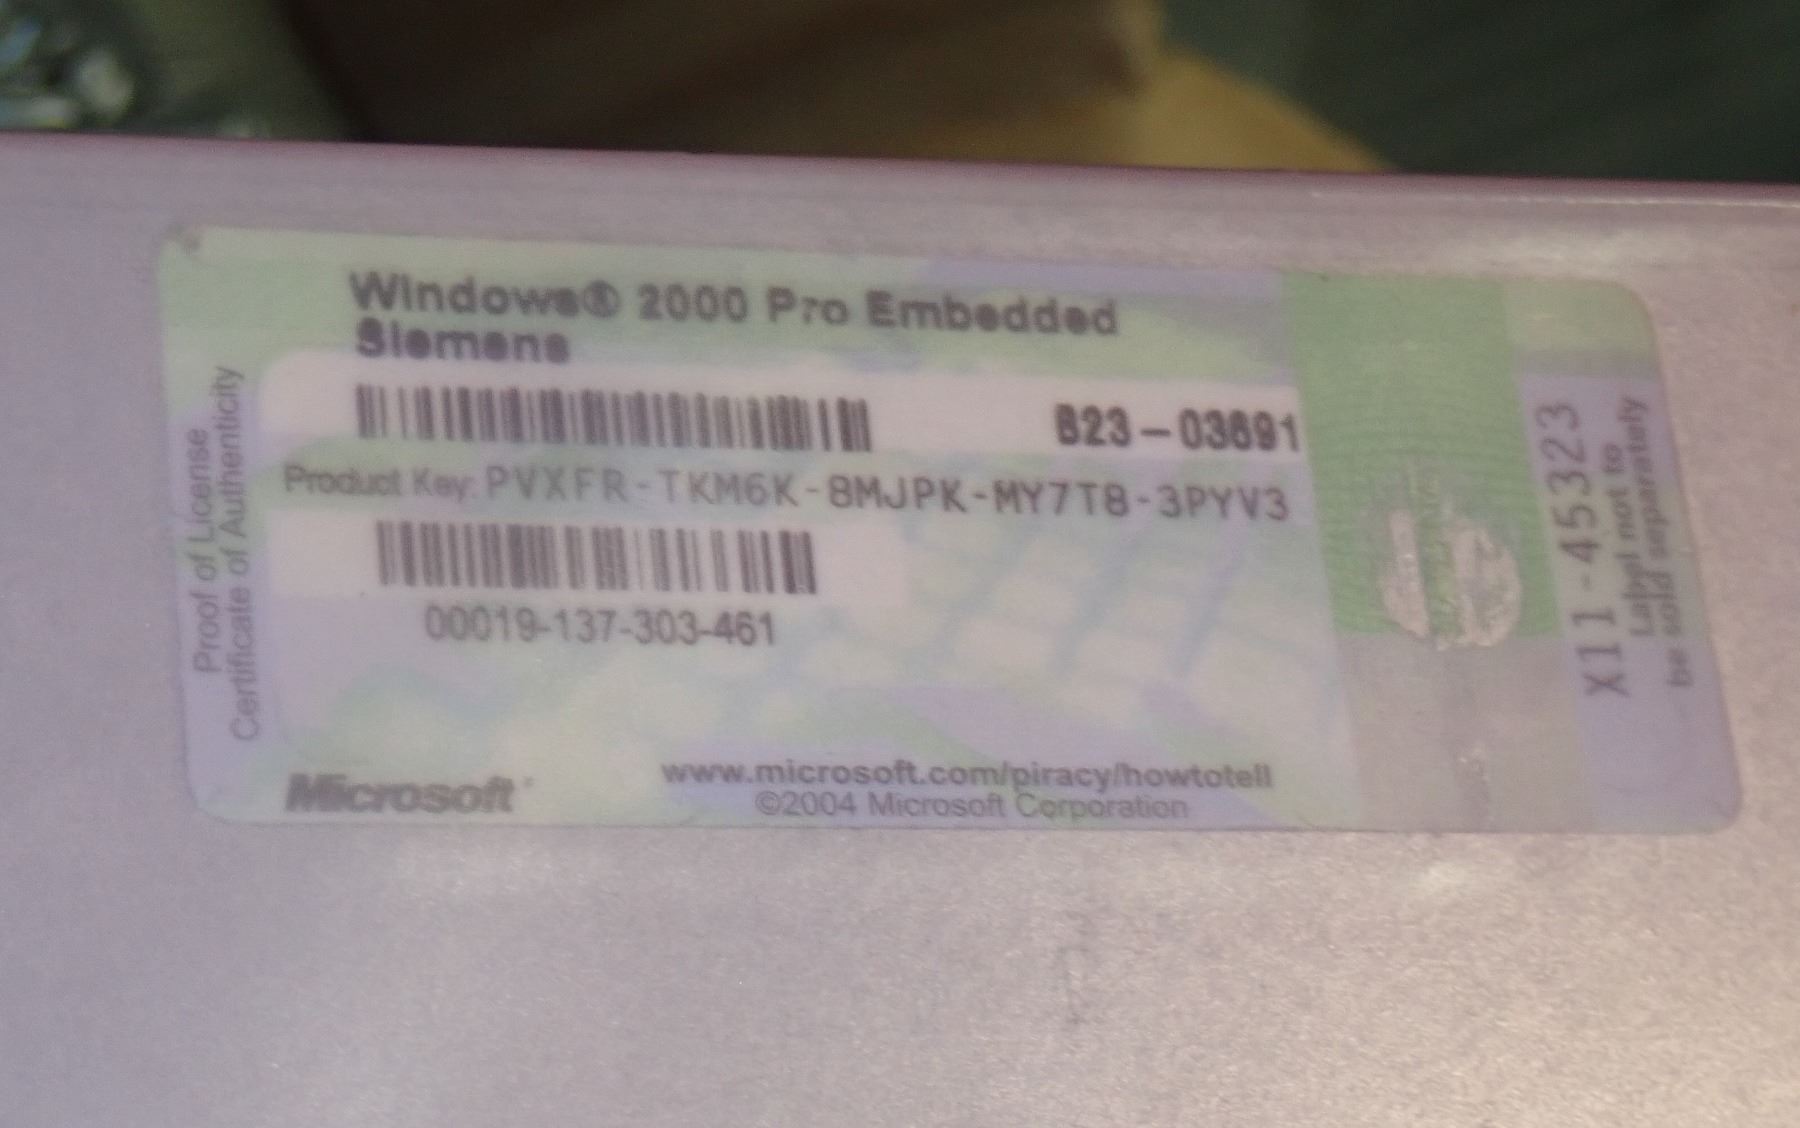 Windows® 2000 Pro Embedded
Siemens
Proof of License
Certificate of Authenticity
Product Key: PVXFR-TKM6K-8MJPK-MY7T8-3PYV3
00019-137-303-461
Microsoft
www.microsoft.com/piracy/howtotell
©2004 Microsoft Corporation
X11-45323
Label not to
be sold separately